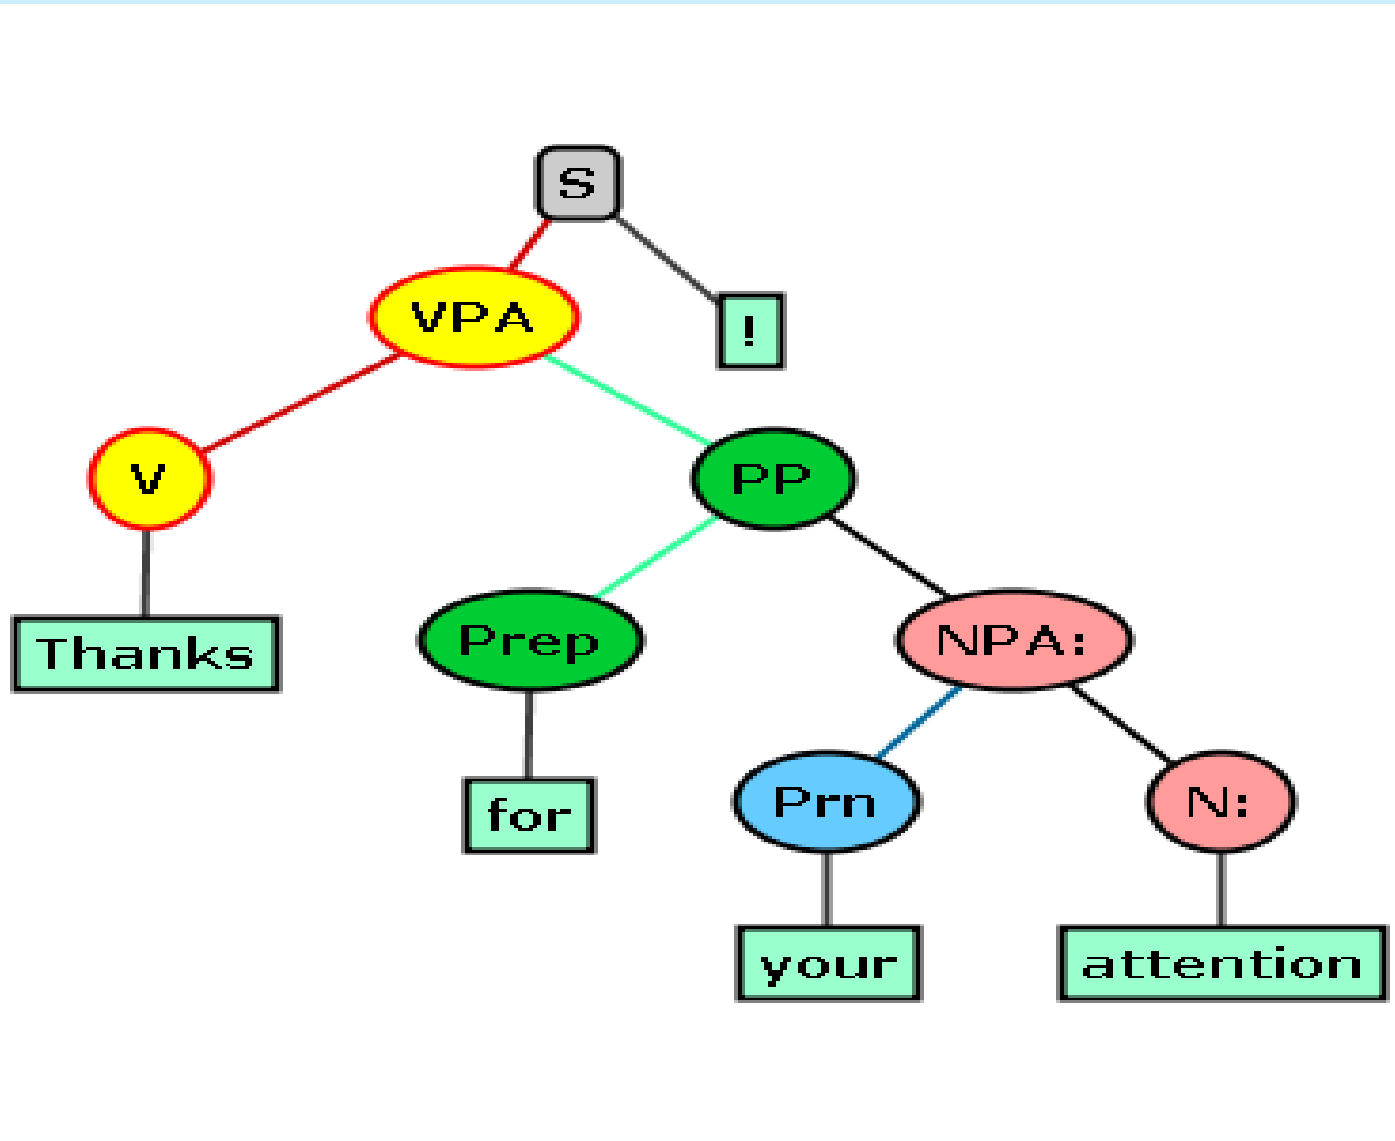 S
VPA
!
V
PP
Thanks
Prep
NPA:
for
Prn
N:
your
attention